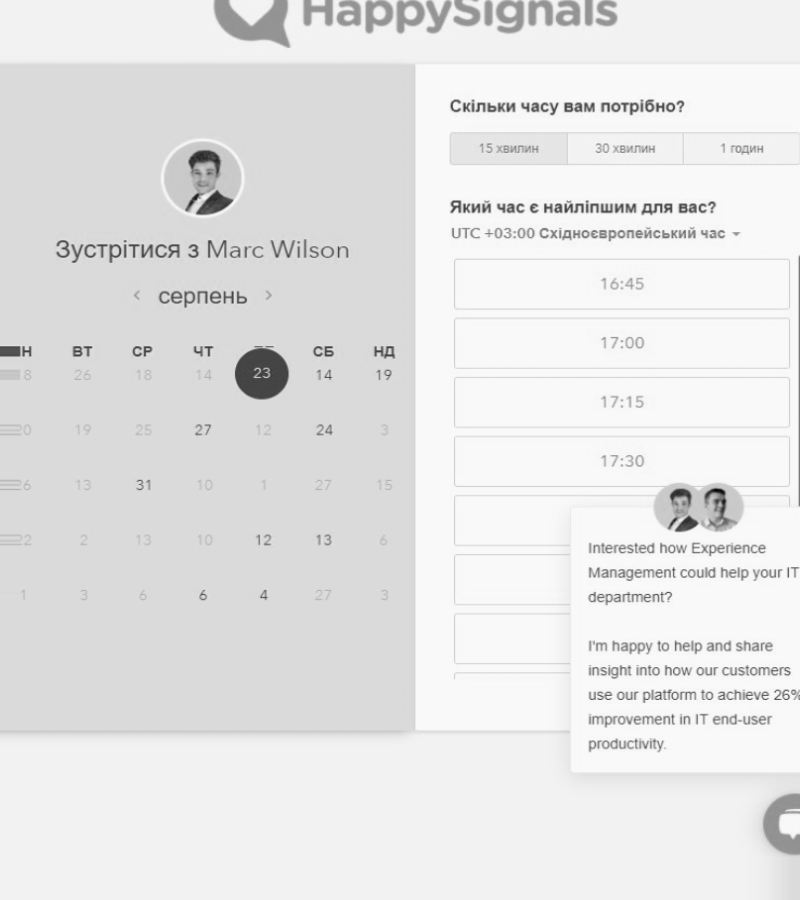 HappySignals
Зустрітися з Marc Wilson
серпень
Н ВТ СР ЧТ СБ НД
8 26 18 14 23 14 19
0 19 25 27 12 24 3
6 13 31 10 1 27 15
2 2 13 10 12 13 6
1 3 6 6 4 27 3
Скільки часу вам потрібно?
15 хвилин 30 хвилин 1 годин
Який час є найліпшим для вас?
UTC +03:00 Східноєвропейський час
16:45
17:00
17:15
17:30
Interested how Experience
Management could help your IT
department?
I'm happy to help and share
insight into how our customers
use our platform to achieve 26%
improvement in IT end-user
productivity.